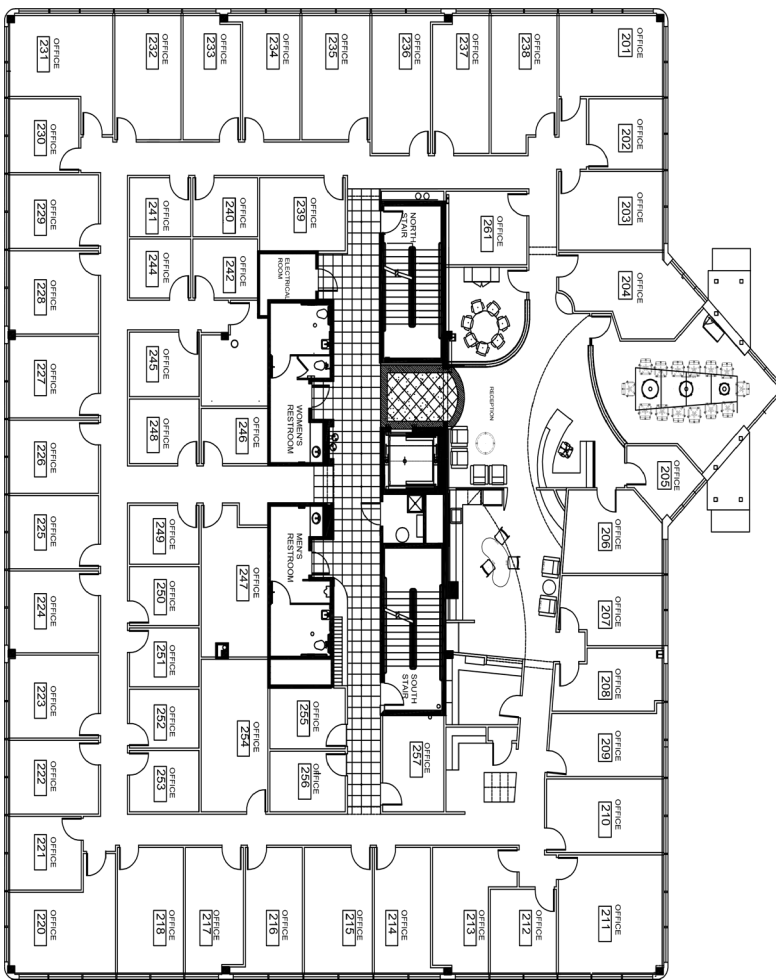 OFFICE
231
OFFICE
232
OFFICE
233
OFFICE
234
OFFICE
235
OFFICE
236
OFFICE
237
OFFICE
238
OFFICE
201
OFFICE
230
OFFICE
202
OFFICE
229
OFFICE
241
OFFICE
240
OFFICE
239
NORTH
STAIR
OFFICE
261
OFFICE
203
OFFICE
228
OFFICE
244
OFFICE
242
ELECTRICAL
ROOM
OFFICE
204
OFFICE
227
OFFICE
245
RECEPTION
OFFICE
226
OFFICE
248
OFFICE
246
WOMEN'S
RESTROOM
OFFICE
205
OFFICE
225
OFFICE
249
OFFICE
247
MEN'S
RESTROOM
OFFICE
206
OFFICE
224
OFFICE
250
OFFICE
207
OFFICE
223
OFFICE
251
SOUTH
STAIR
OFFICE
208
OFFICE
252
OFFICE
254
OFFICE
255
OFFICE
257
OFFICE
209
OFFICE
222
OFFICE
253
OFFICE
256
OFFICE
210
OFFICE
221
OFFICE
220
OFFICE
218
OFFICE
217
OFFICE
216
OFFICE
215
OFFICE
214
OFFICE
213
OFFICE
212
OFFICE
211